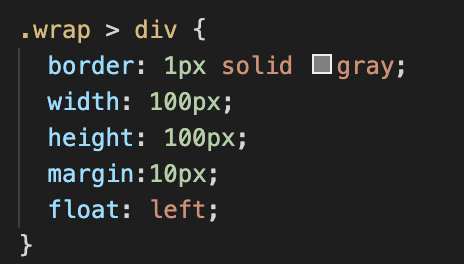 .wrap > div {
border: 1px solid gray;
width: 100px;
height: 100px;
margin:10px;
float: left;
}